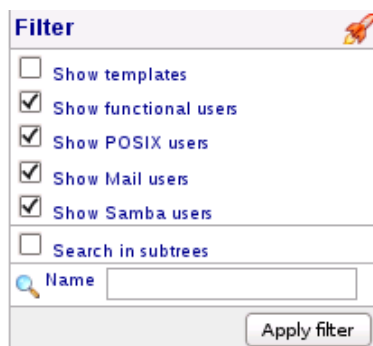 Filter
Show templates
Show functional users
Show POSIX users
Show Mail users
Show Samba users
Search in subtrees
Name
Apply filter